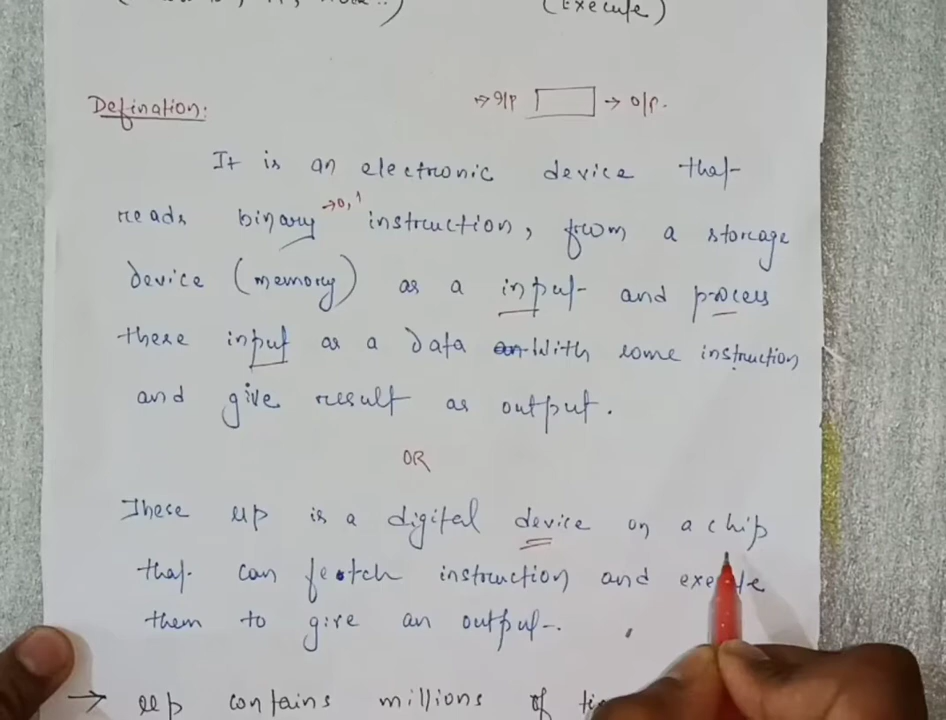 (Execute)
Defination:
→ I/P → O/P.
It is an electronic device that
reads binary →0,1 instruction, from a storage
device (memory) as a input and process
these input as a data with some instruction
and give result as output.
OR
These μp is a digital device on a chip
that can fetch instruction and execute
them to give an output.
→ μp contains millions of